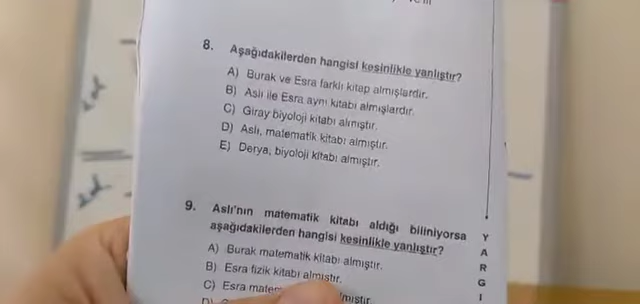 8. Aşağıdakilerden hangisi kesinlikle yanlıştır?
A) Burak ve Esra farklı kitap almışlardır.
B) Aslı ile Esra aynı kitabı almışlardır.
C) Giray biyoloji kitabı almıştır.
D) Aslı, matematik kitabı almıştır.
E) Derya, biyoloji kitabı almıştır.
9. Aslı'nın matematik kitabı aldığı biliniyorsa
aşağıdakilerden hangisi kesinlikle yanlıştır?
A) Burak matematik kitabı almıştır.
B) Esra fizik kitabı almıştır.
C) Esra
Y
A
R
G
I